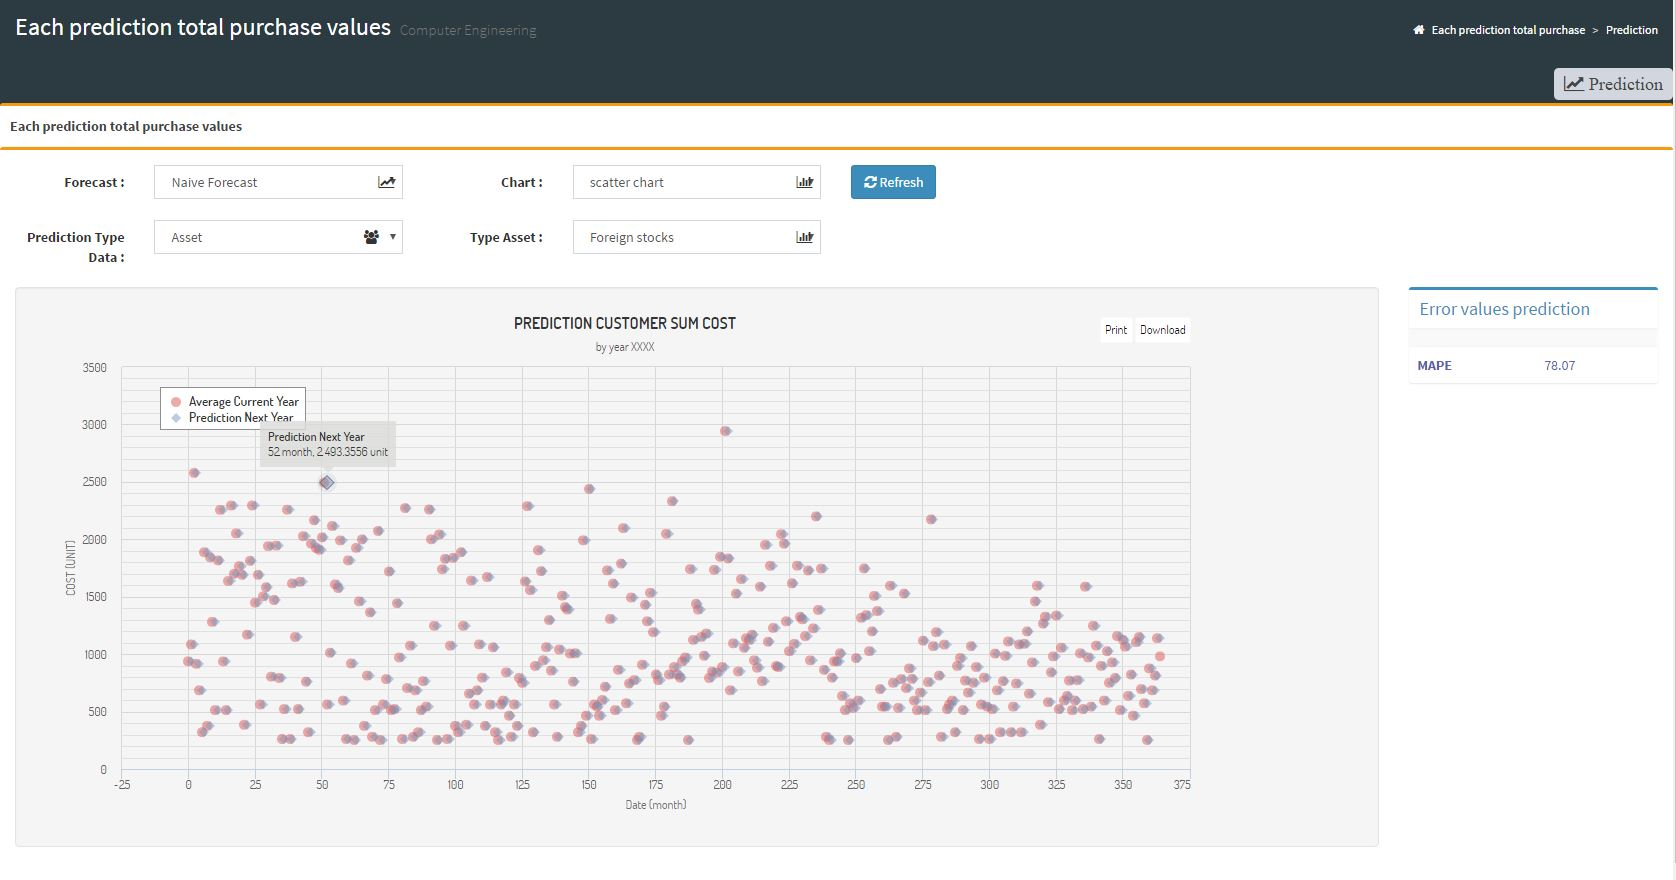 Each prediction total purchase values Computer Engineering
Each prediction total purchase > Prediction
Prediction
Each prediction total purchase values
Forecast :
Naive Forecast
Chart :
scatter chart
Refresh
Prediction Type
Data :
Asset
Type Asset :
Foreign stocks
PREDICTION CUSTOMER SUM COST
by year XXXX
Print
Download
Error values prediction
MAPE 78.07
Average Current Year
Prediction Next Year
Prediction Next Year
52 month, 2 493.3556 unit
COST (UNIT)
3500
3000
2500
2000
1500
1000
500
0
-25 0 25 50 75 100 125 150 175 200 225 250 275 300 325 350 375
Date (month)